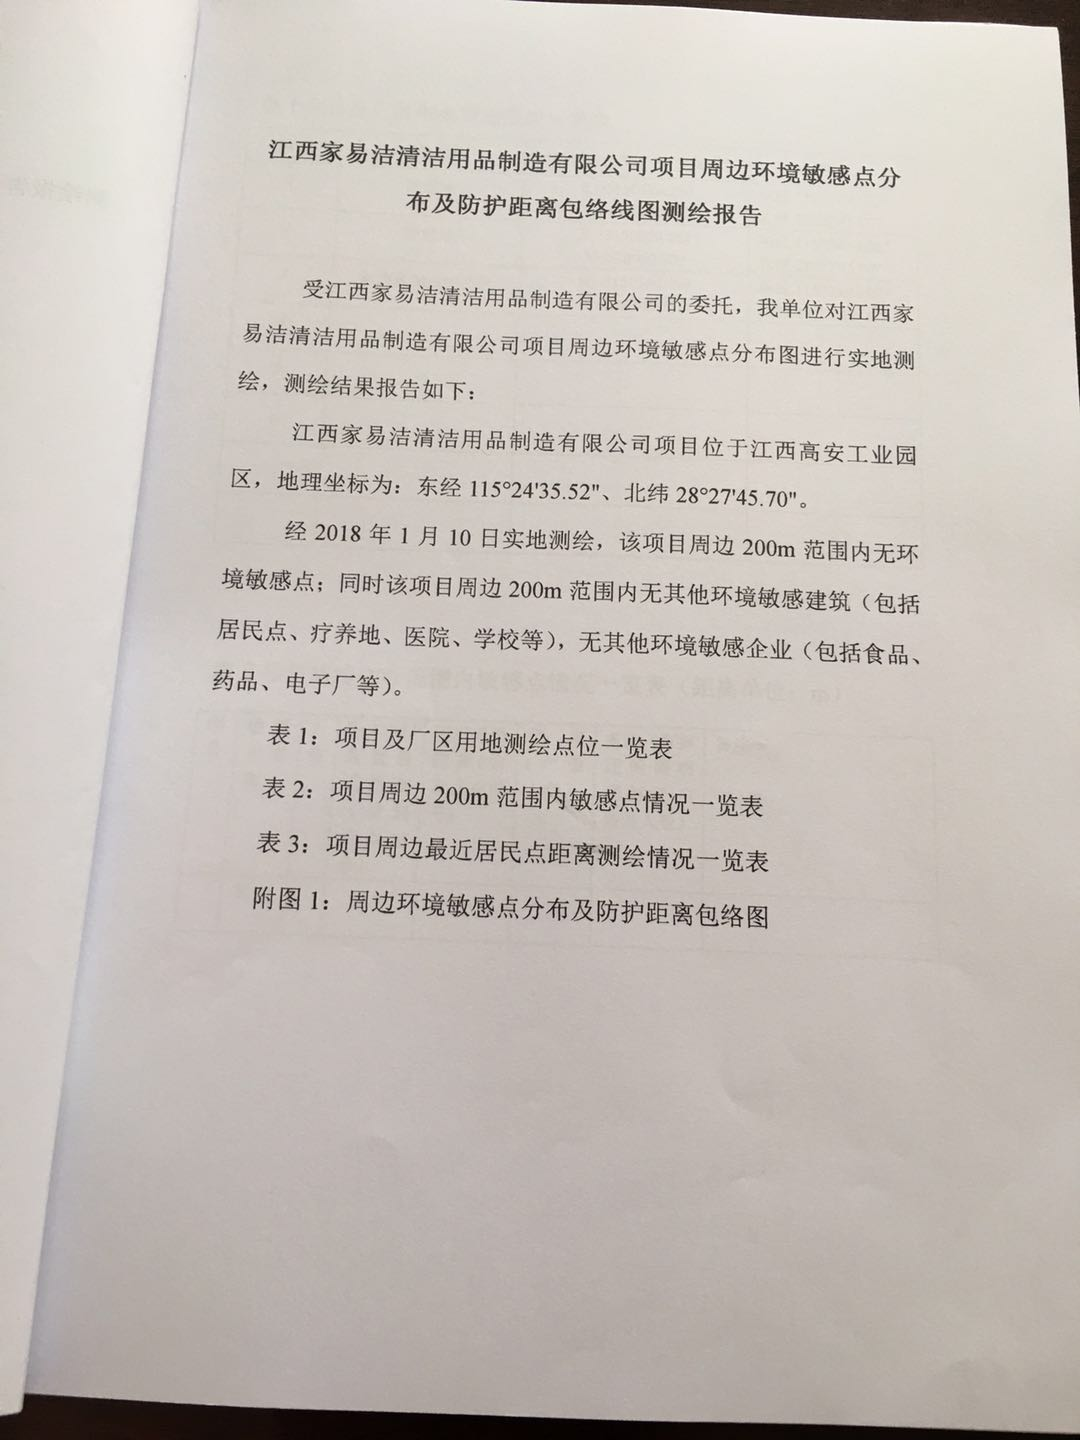 江西家易洁清洁用品制造有限公司项目周边环境敏感点分
布及防护距离包络线图测绘报告
受江西家易洁清洁用品制造有限公司的委托，我单位对江西家
易洁清洁用品制造有限公司项目周边环境敏感点分布图进行实地测
绘，测绘结果报告如下：
江西家易洁清洁用品制造有限公司项目位于江西高安工业园
区，地理坐标为：东经 115°24'35.52"、北纬 28°27'45.70"。
经 2018 年 1 月 10 日实地测绘，该项目周边 200m 范围内无环
境敏感点；同时该项目周边 200m 范围内无其他环境敏感建筑（包括
居民点、疗养地、医院、学校等），无其他环境敏感企业（包括食品、
药品、电子厂等）。
表 1：项目及厂区用地测绘点位一览表
表 2：项目周边 200m 范围内敏感点情况一览表
表 3：项目周边最近居民点距离测绘情况一览表
附图 1：周边环境敏感点分布及防护距离包络图